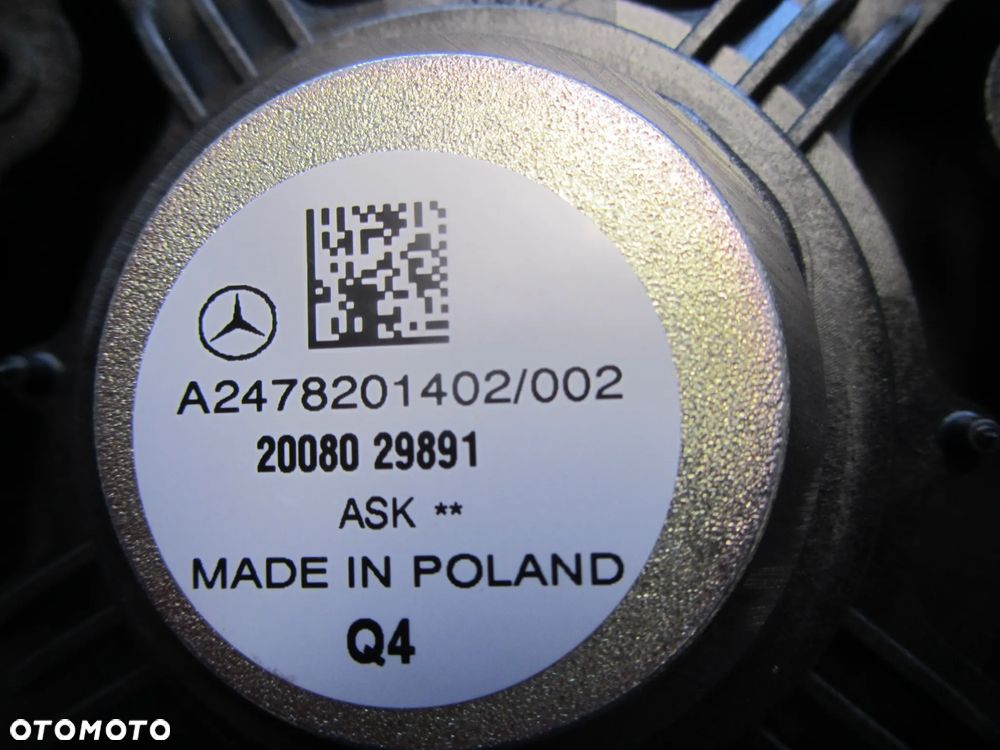 A2478201402/002
20080 29891
ASK **
MADE IN POLAND
Q4
OTOMOTO